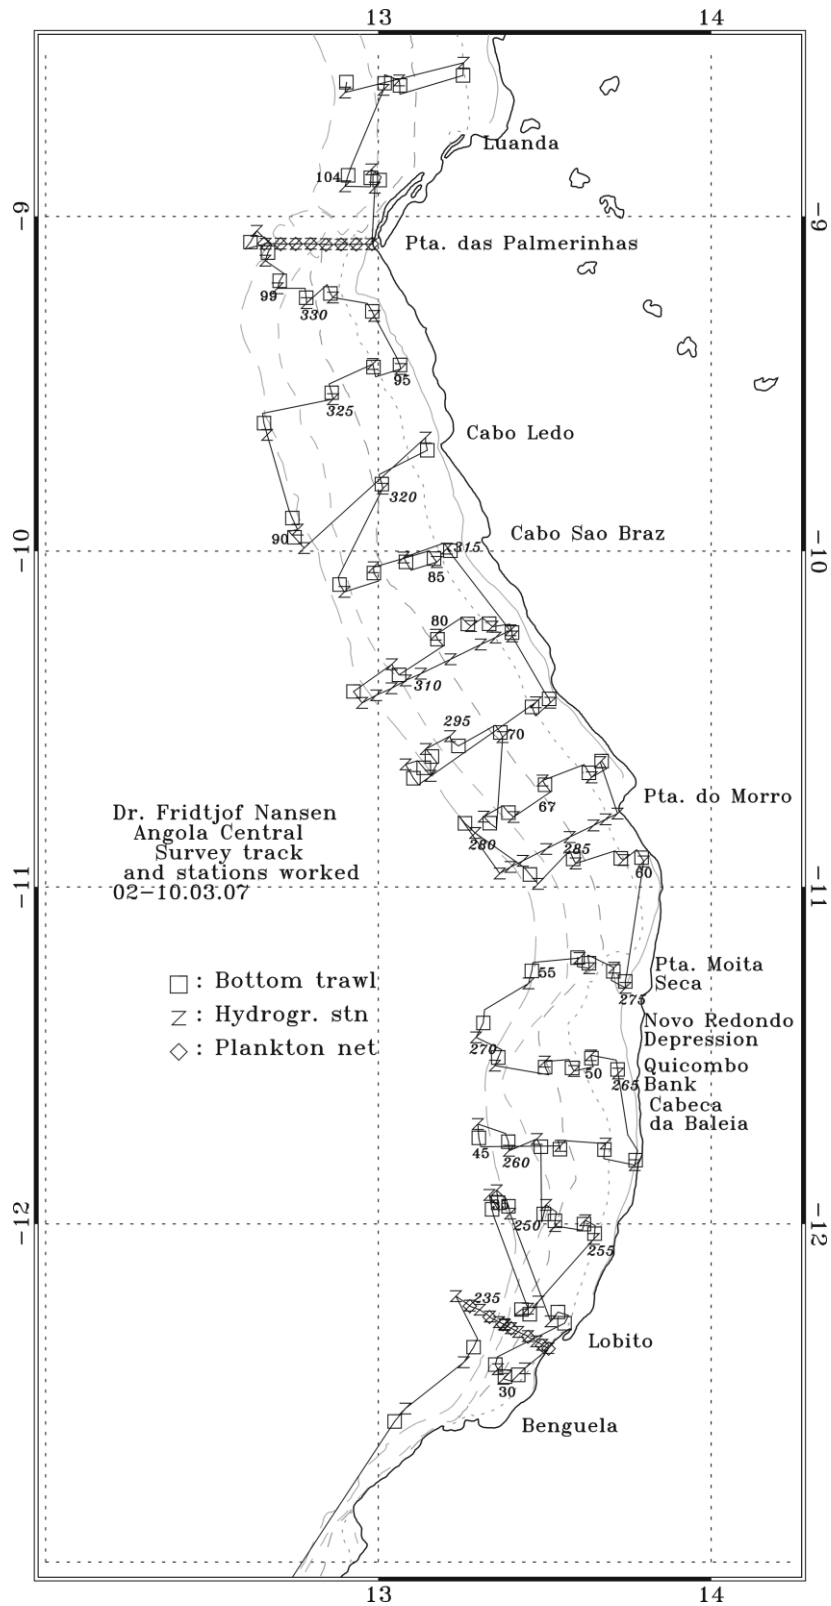 13
14
Luanda
104
-9
-9
Pta. das Palmerinhas
99
330
95
325
Cabo Ledo
320
90
Cabo Sao Braz
315
-10
-10
85
80
310
295
70
67
Pta. do Morro
Dr. Fridtjof Nansen
Angola Central
Survey track
and stations worked
02-10.03.07
280
285
60
-11
-11
: Bottom trawl
: Hydrogr. stn
: Plankton net
55
Pta. Moita
Seca
275
Novo Redondo
Depression
270
50
Quicombo
Bank
265
Cabeca
da Baleia
45
260
-12
-12
250
255
235
Lobito
30
Benguela
13
14